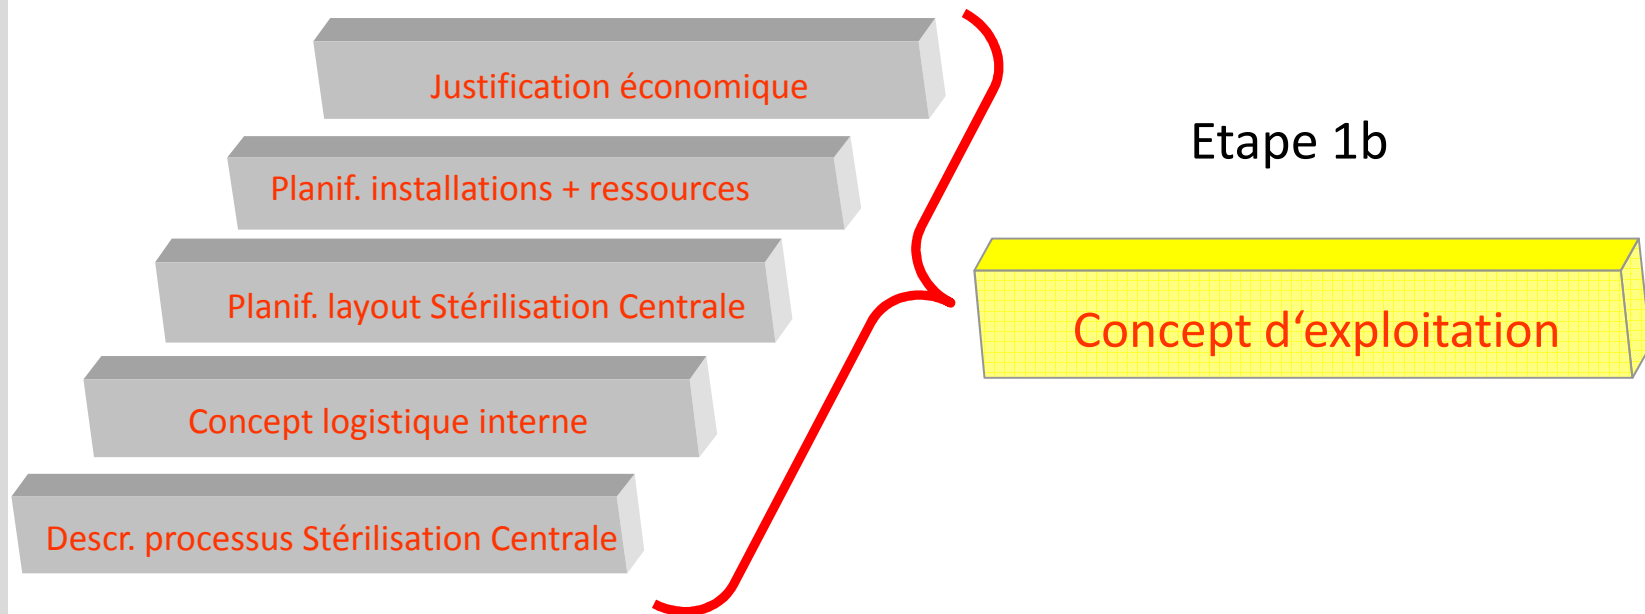 Justification économique
Planif. installations + ressources
Planif. layout Stérilisation Centrale
Concept logistique interne
Descr. processus Stérilisation Centrale
Etape 1b
Concept d‘exploitation